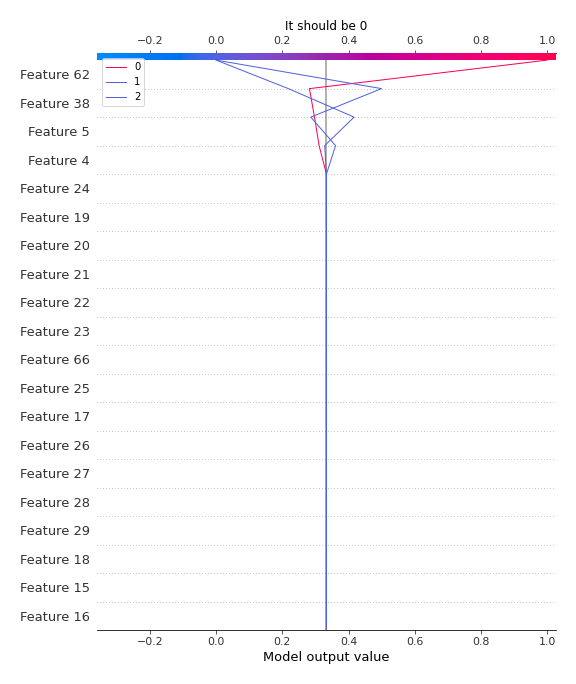 It should be 0
−0.2 0.0 0.2 0.4 0.6 0.8 1.0
0
1
2
Feature 62
Feature 38
Feature 5
Feature 4
Feature 24
Feature 19
Feature 20
Feature 21
Feature 22
Feature 23
Feature 66
Feature 25
Feature 17
Feature 26
Feature 27
Feature 28
Feature 29
Feature 18
Feature 15
Feature 16
−0.2 0.0 0.2 0.4 0.6 0.8 1.0
Model output value